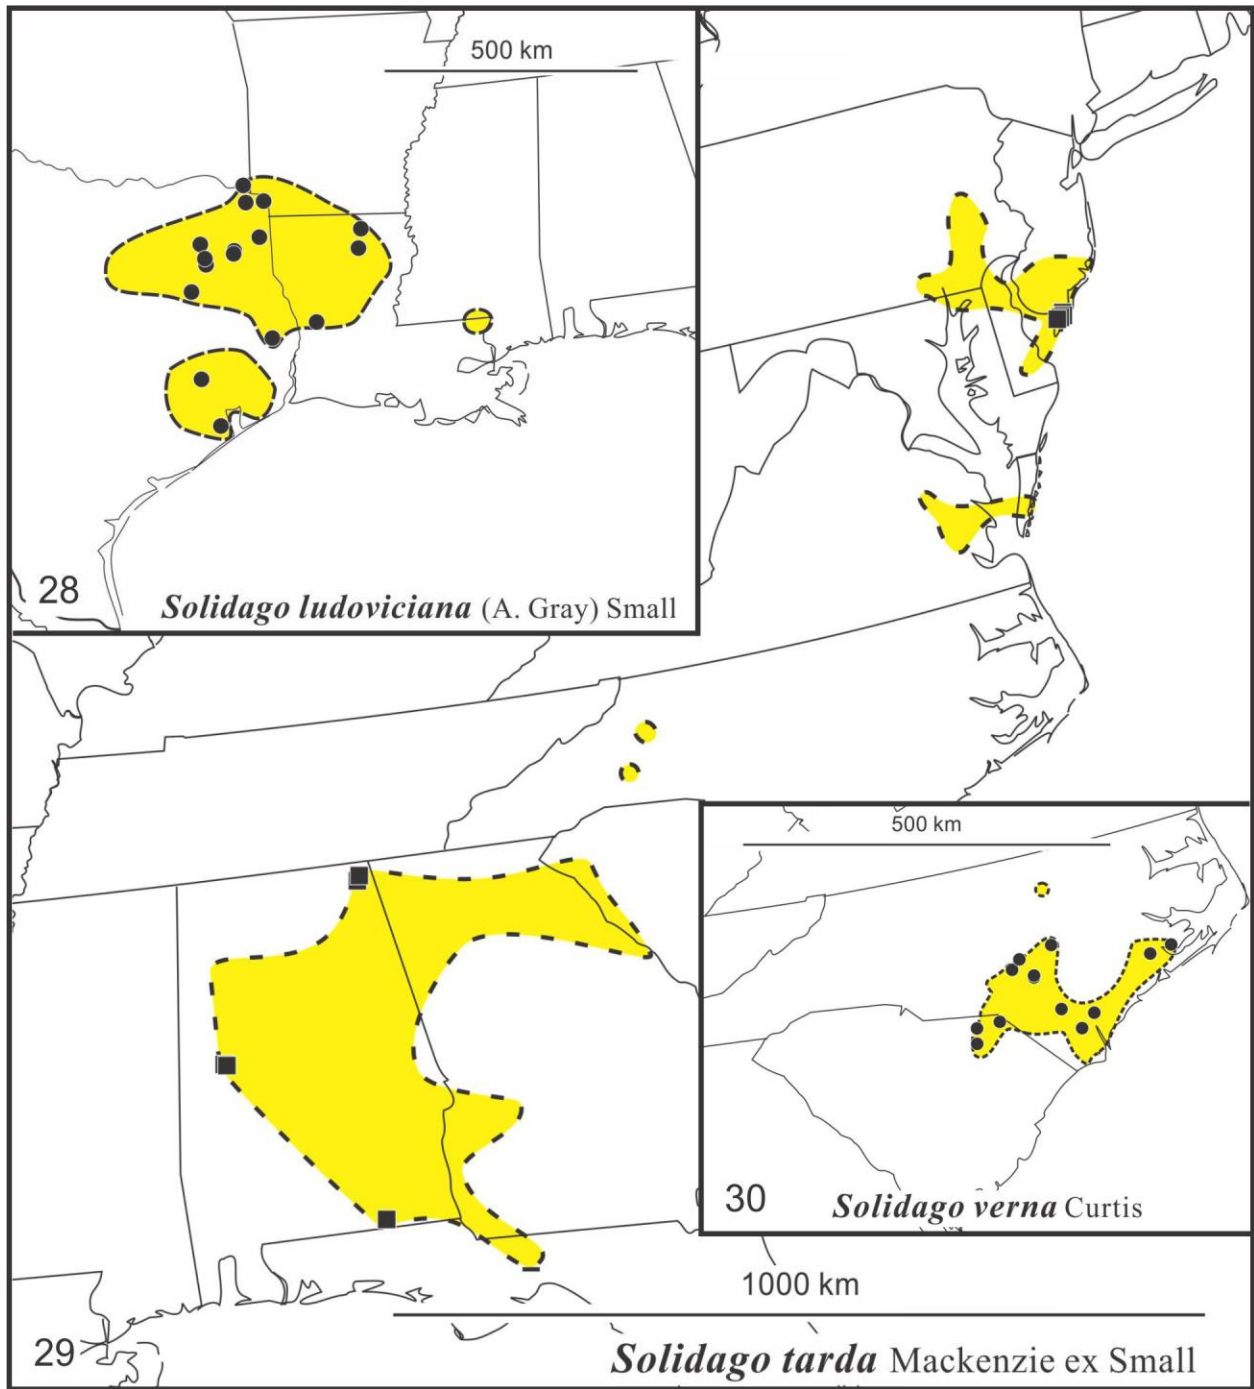 500 km
28
Solidago ludoviciana (A. Gray) Small
500 km
30
Solidago verna Curtis
1000 km
29
Solidago tarda Mackenzie ex Small